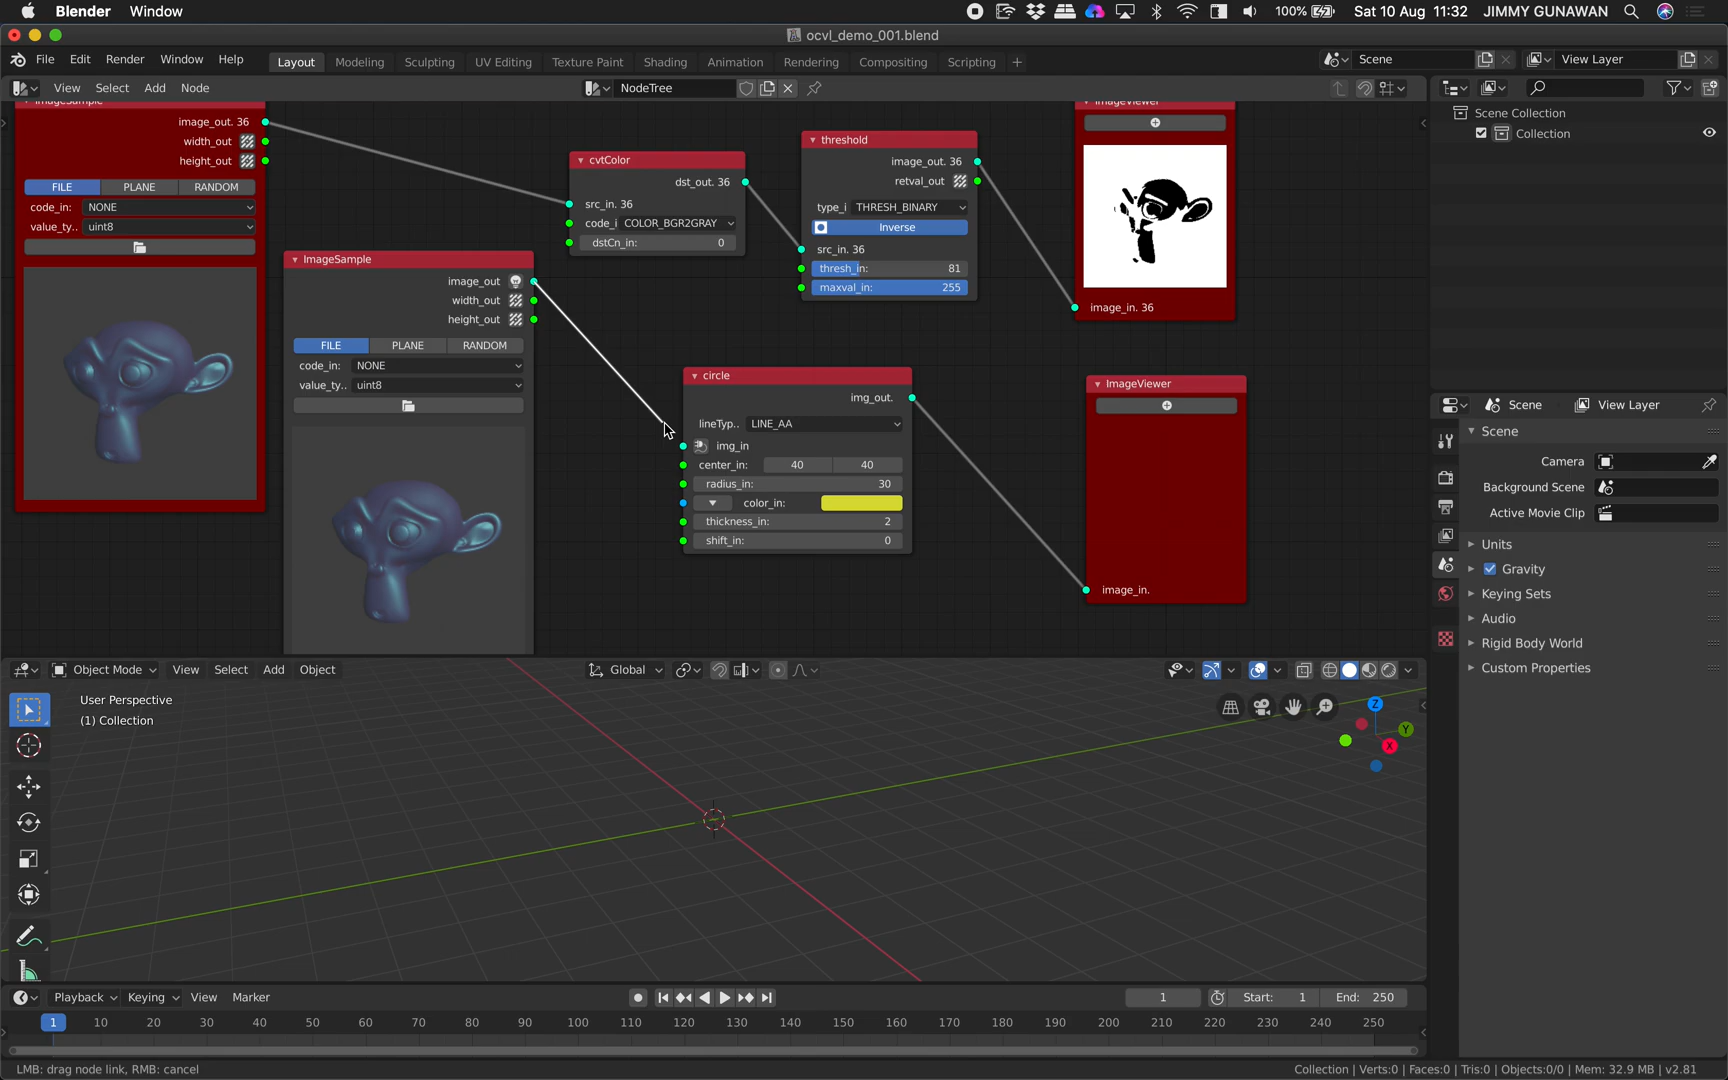 Blender Window
100% Sat 10 Aug 11:32 JIMMY GUNAWAN
ocvl_demo_001.blend
File Edit Render Window Help Layout Modeling Sculpting UV Editing Texture Paint Shading Animation Rendering Compositing Scripting + Scene View Layer
View Select Add Node NodeTree
ImageSample
image_out. 36
width_out
height_out
FILE PLANE RANDOM
code_in: NONE
value_ty.. uint8
ImageSample
image_out
width_out
height_out
FILE PLANE RANDOM
code_in: NONE
value_ty.. uint8
cvtColor
dst_out. 36
src_in. 36
code_i COLOR_BGR2GRAY
dstCn_in: 0
threshold
image_out. 36
retval_out
type_i THRESH_BINARY
Inverse
src_in. 36
thresh_in: 81
maxval_in: 255
ImageViewer
image_in. 36
circle
img_out.
lineTyp.. LINE_AA
img_in
center_in: 40 40
radius_in: 30
color_in:
thickness_in: 2
shift_in: 0
ImageViewer
image_in.
Scene Collection
Collection
Scene View Layer
Scene
Camera
Background Scene
Active Movie Clip
Units
Gravity
Keying Sets
Audio
Rigid Body World
Custom Properties
Object Mode View Select Add Object Global
User Perspective
(1) Collection
Z
Y
X
Playback Keying View Marker 1 Start: 1 End: 250
1 10 20 30 40 50 60 70 80 90 100 110 120 130 140 150 160 170 180 190 200 210 220 230 240 250
LMB: drag node link, RMB: cancel
Collection | Verts:0 | Faces:0 | Tris:0 | Objects:0/0 | Mem: 32.9 MB | v2.81